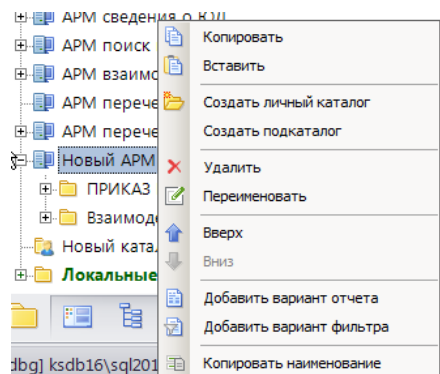 АРМ сведения о ЮЛ
АРМ поиск
АРМ взаимо
АРМ перече
АРМ перече
Новый АРМ
ПРИКАЗ
Взаимоде
Новый ката
Локальные
dbg] ksdb16\sql201
Копировать
Вставить
Создать личный каталог
Создать подкаталог
Удалить
Переименовать
Вверх
Вниз
Добавить вариант отчета
Добавить вариант фильтра
Копировать наименование